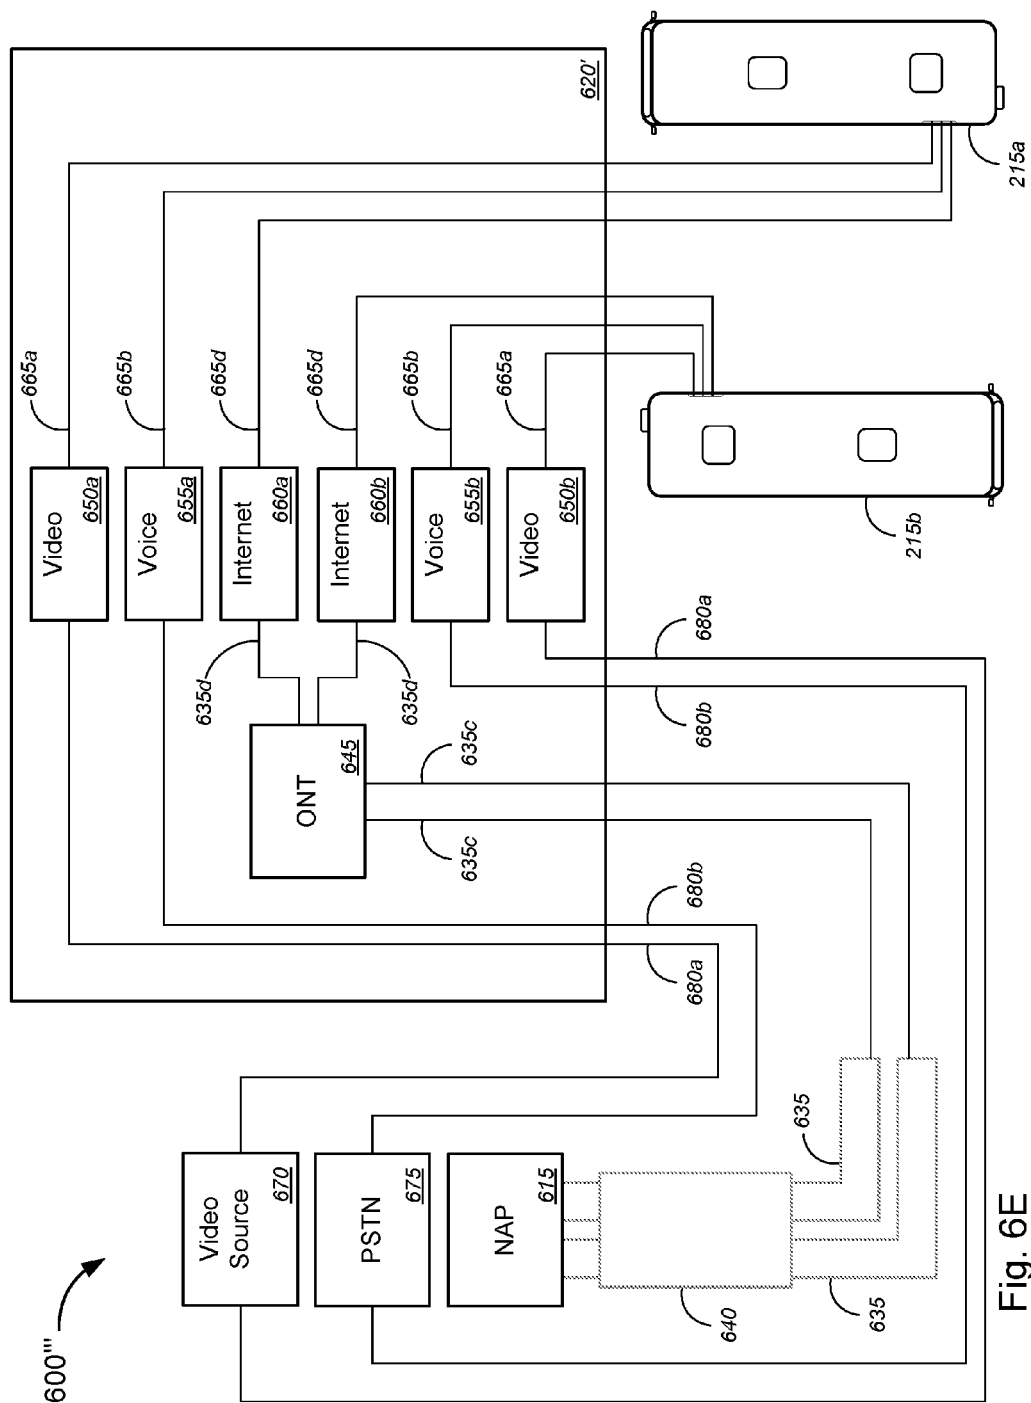 600'''
Video
Source
670
PSTN
675
NAP
615
640
635
635
620'
Video
650a
Voice
655a
Internet
660a
Internet
660b
Voice
655b
Video
650b
ONT
645
665a
665b
665d
665d
665b
665a
635d
635d
635c
635c
680b
680a
680a
680b
215a
215b
Fig. 6E